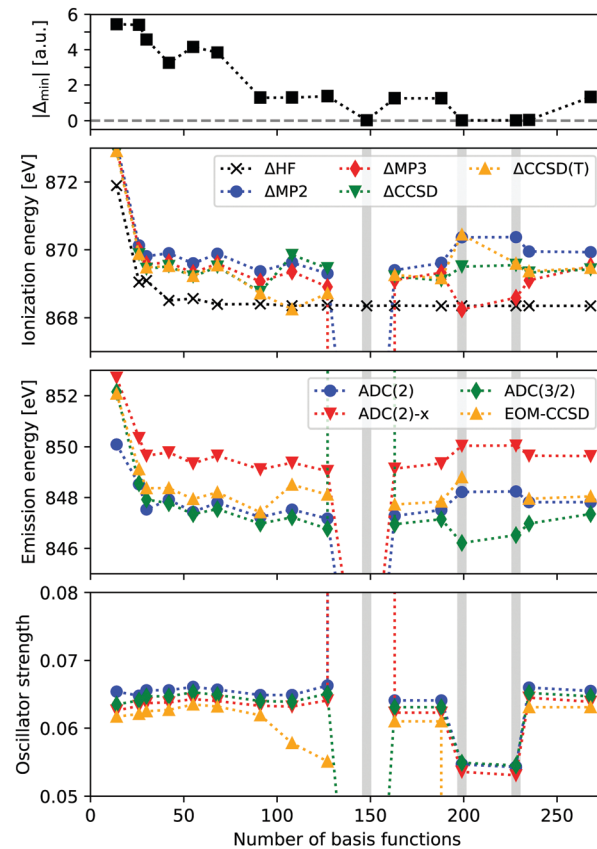 6
4
2
0
|Δmin| [a.u.]
872
870
868
Ionization energy [eV]
ΔHF
ΔMP2
ΔMP3
ΔCCSD
ΔCCSD(T)
852
850
848
846
Emission energy [eV]
ADC(2)
ADC(2)-x
ADC(3/2)
EOM-CCSD
0.08
0.07
0.06
0.05
Oscillator strength
0 50 100 150 200 250
Number of basis functions